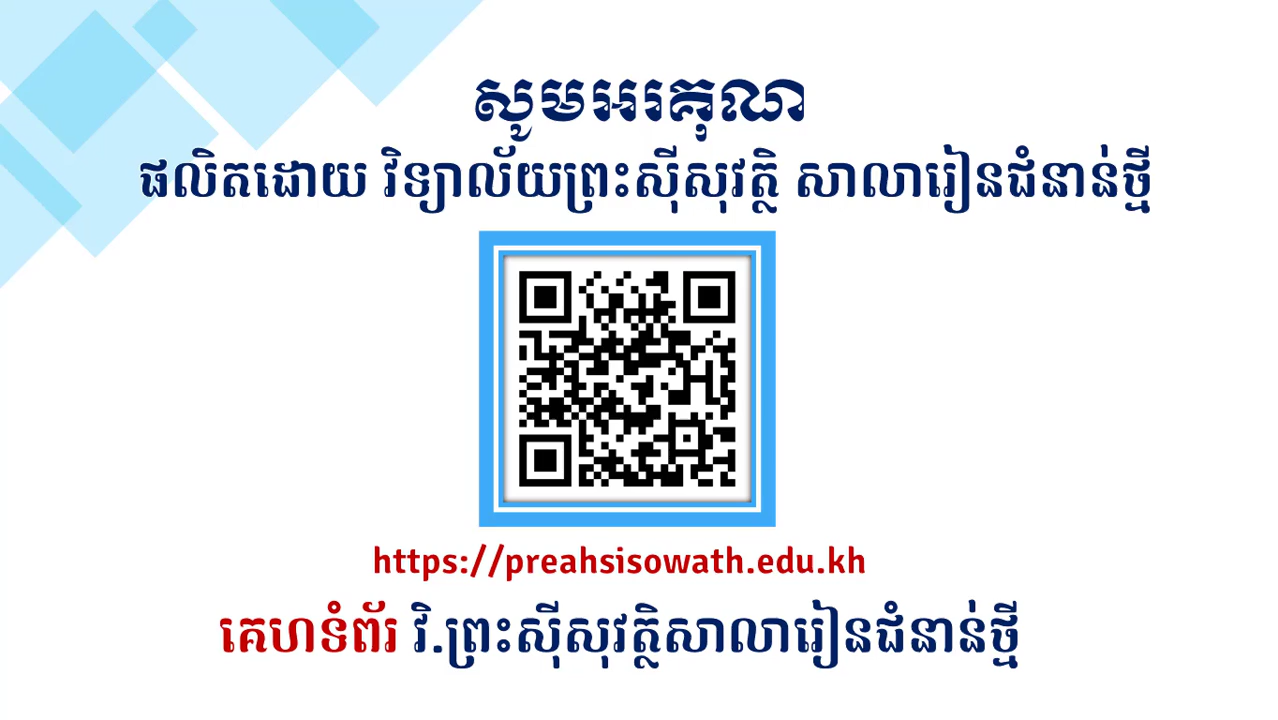 សូមអរគុណ
ផលិតដោយ វិទ្យាល័យព្រះស៊ីសុវត្ថិ សាលារៀនជំនាន់ថ្មី
https://preahsisowath.edu.kh
គេហទំព័រ វិ.ព្រះស៊ីសុវត្ថិសាលារៀនជំនាន់ថ្មី